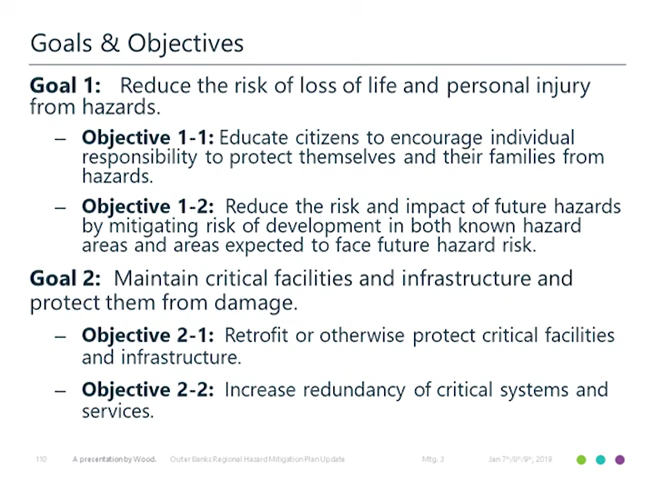 Goals & Objectives
Goal 1: Reduce the risk of loss of life and personal injury
from hazards.
– Objective 1-1: Educate citizens to encourage individual
responsibility to protect themselves and their families from
hazards.
– Objective 1-2: Reduce the risk and impact of future hazards
by mitigating risk of development in both known hazard
areas and areas expected to face future hazard risk.
Goal 2: Maintain critical facilities and infrastructure and
protect them from damage.
– Objective 2-1: Retrofit or otherwise protect critical facilities
and infrastructure.
– Objective 2-2: Increase redundancy of critical systems and
services.
110 A presentation by Wood. Outer Banks Regional Hazard Mitigation Plan Update Mtg. 3 Jan 7th/8th/9th, 2019